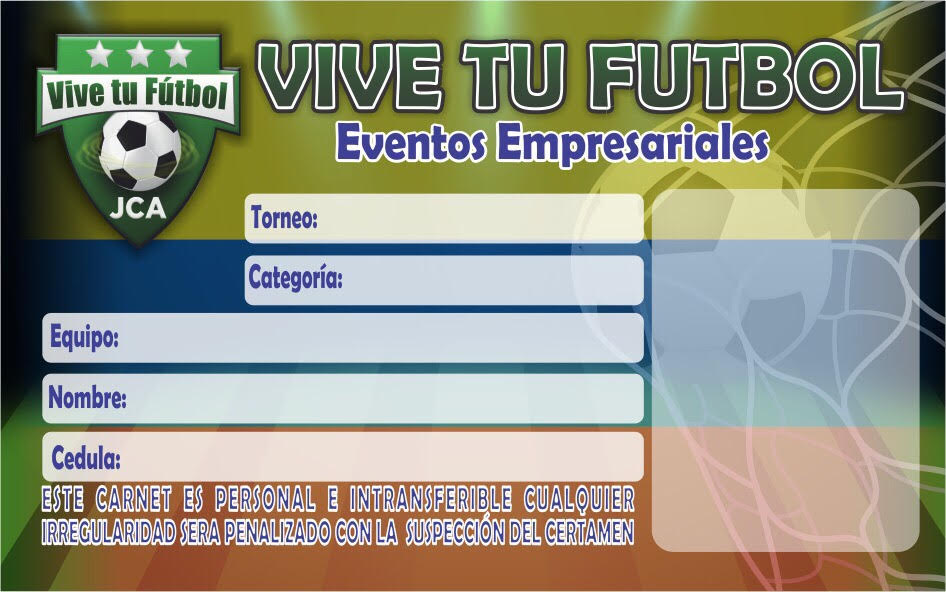 Vive tu Fútbol
JCA
VIVE TU FUTBOL
Eventos Empresariales
Torneo:
Categoría:
Equipo:
Nombre:
Cedula:
ESTE CARNET ES PERSONAL E INTRANSFERIBLE CUALQUIER
IRREGULARIDAD SERA PENALIZADO CON LA SUSPECCIÓN DEL CERTAMEN